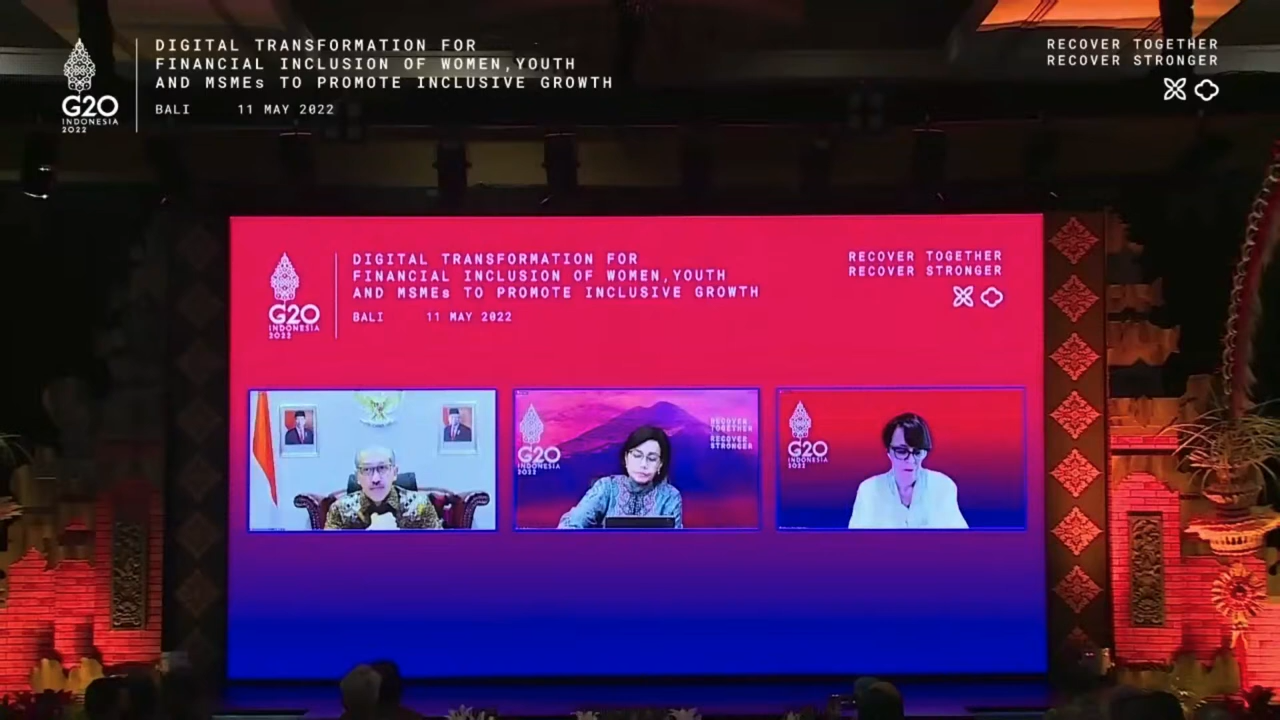 G20
INDONESIA
2022
DIGITAL TRANSFORMATION FOR
FINANCIAL INCLUSION OF WOMEN,YOUTH
AND MSMEs TO PROMOTE INCLUSIVE GROWTH
BALI 11 MAY 2022
RECOVER TOGETHER
RECOVER STRONGER
G20
INDONESIA
2022
DIGITAL TRANSFORMATION FOR
FINANCIAL INCLUSION OF WOMEN,YOUTH
AND MSMEs TO PROMOTE INCLUSIVE GROWTH
BALI 11 MAY 2022
RECOVER TOGETHER
RECOVER STRONGER
G20
INDONESIA
2022
RECOVER
TOGETHER
RECOVER
STRONGER
G20
INDONESIA
2022